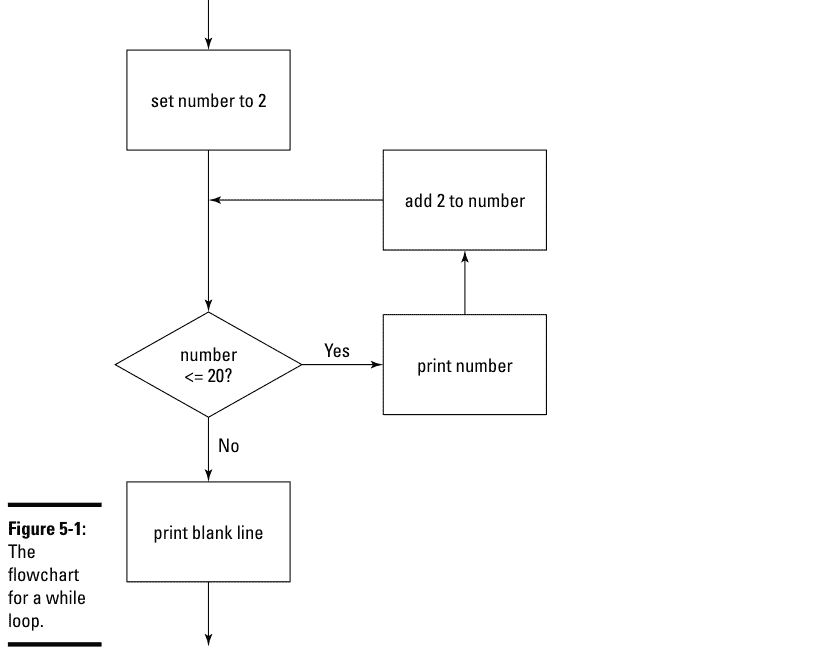 set number to 2
add 2 to number
number
<= 20?
Yes
print number
No
print blank line
Figure 5-1:
The
flowchart
for a while
loop.